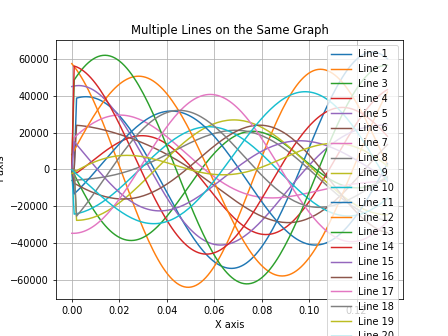 Multiple Lines on the Same Graph
60000
40000
20000
0
−20000
−40000
−60000
0.00
0.02
0.04
0.06
0.08
0.10
X axis
Line 1
Line 2
Line 3
Line 4
Line 5
Line 6
Line 7
Line 8
Line 9
Line 10
Line 11
Line 12
Line 13
Line 14
Line 15
Line 16
Line 17
Line 18
Line 19
Line 20